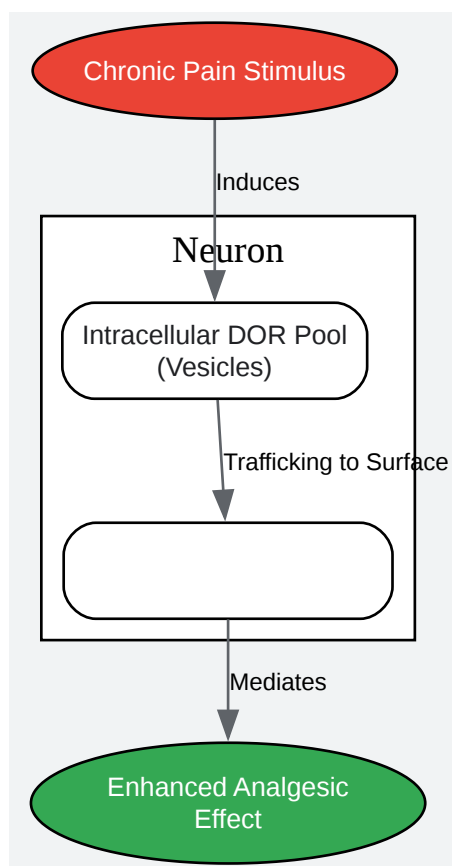 Chronic Pain Stimulus
Induces
Neuron
Intracellular DOR Pool
(Vesicles)
Trafficking to Surface
Mediates
Enhanced Analgesic
Effect